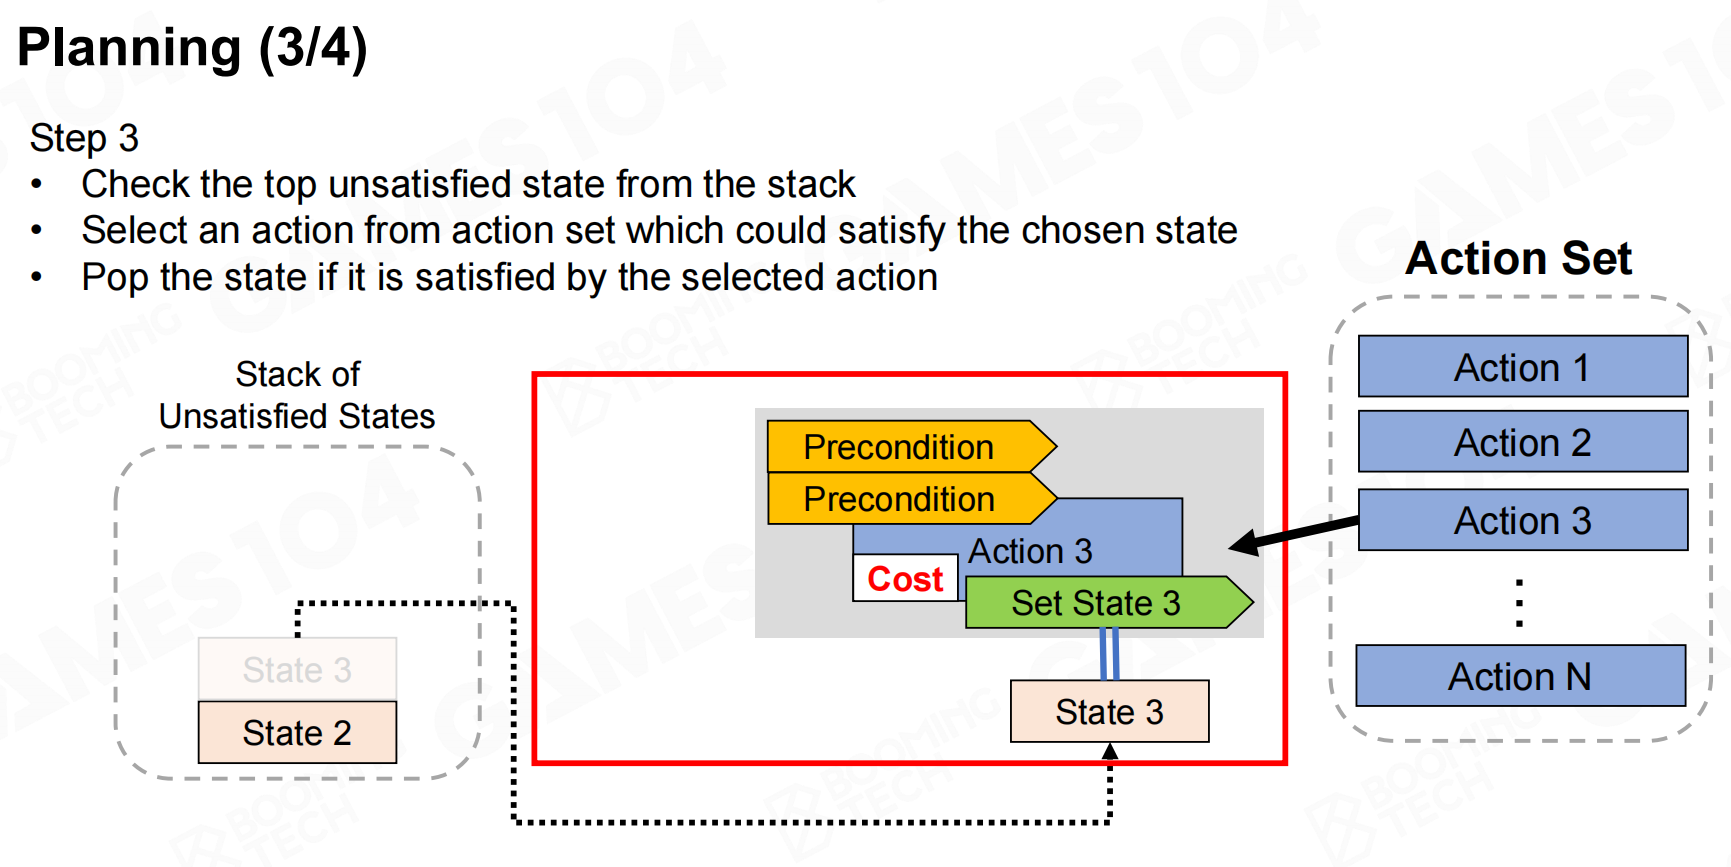 Planning (3/4)
Step 3
• Check the top unsatisfied state from the stack
• Select an action from action set which could satisfy the chosen state
• Pop the state if it is satisfied by the selected action
Action Set
Stack of
Unsatisfied States
Action 1
Action 2
Action 3
Action N
Precondition
Precondition
Action 3
Cost
Set State 3
State 3
State 3
State 2
GAMES104
BOOMING
TECH